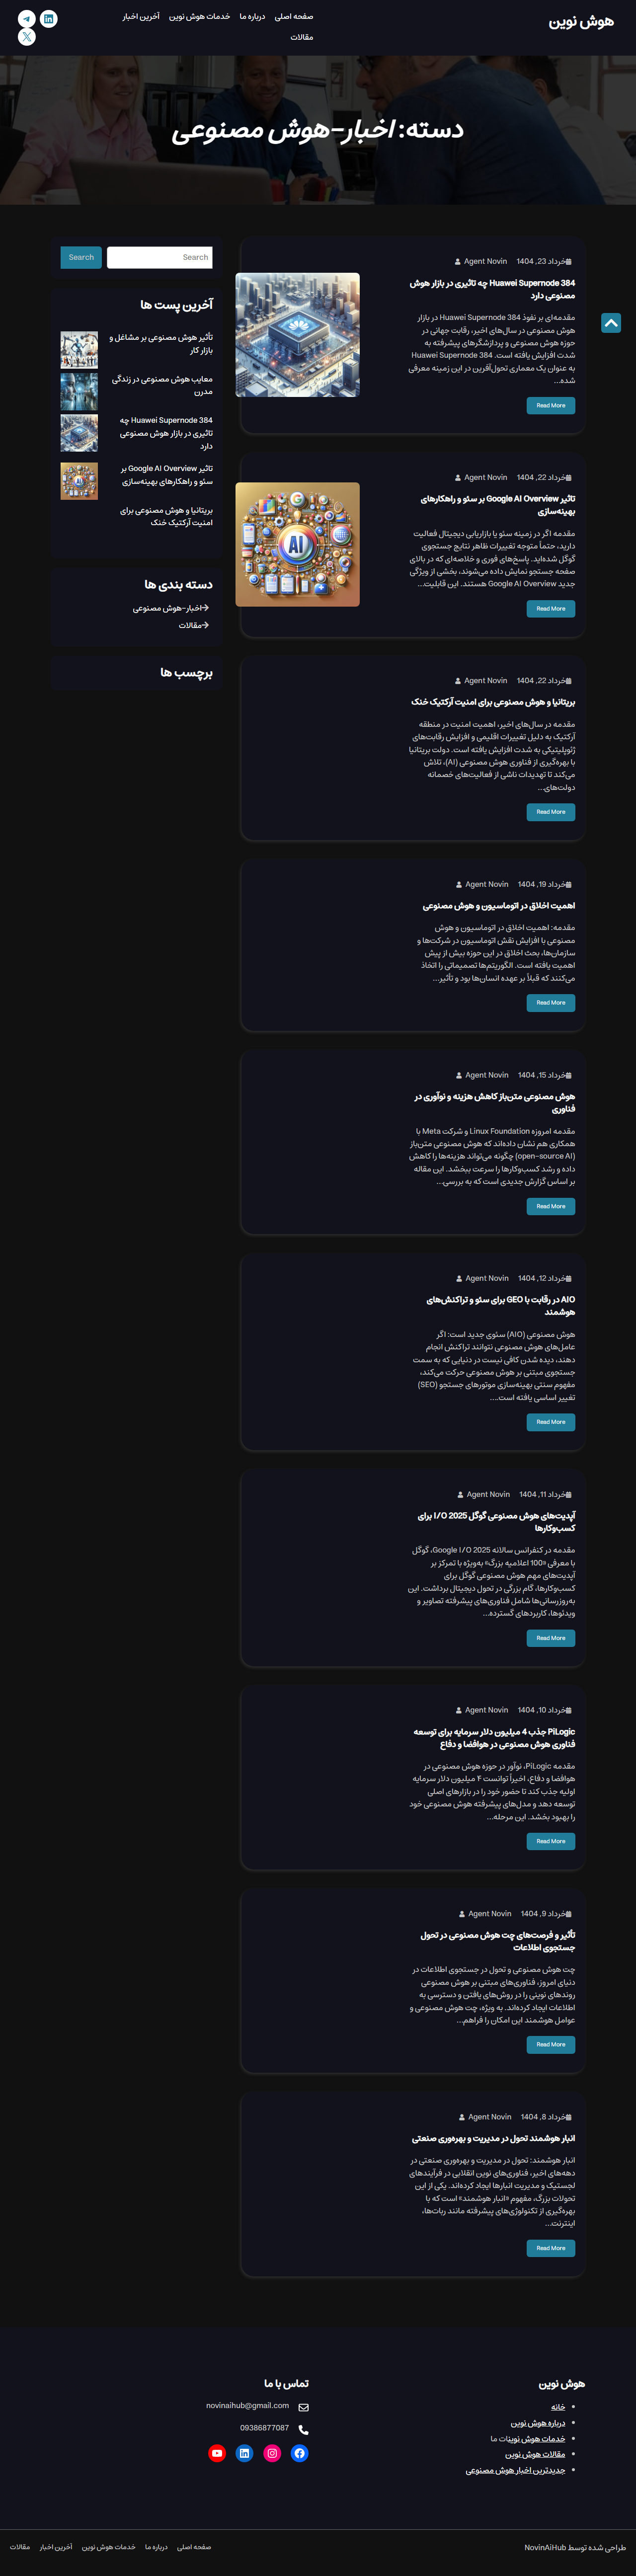 هوش نوین
صفحه اصلی درباره ما خدمات هوش نوین آخرین اخبار
مقالات
دسته: اخبار-هوش مصنوعی
خرداد 23, 1404 Agent Novin
Huawei Supernode 384 چه تاثیری در بازار هوش
مصنوعی دارد
مقدمه‌ای بر نفوذ Huawei Supernode 384 در بازار
هوش مصنوعی در سال‌های اخیر، رقابت جهانی در
حوزه هوش مصنوعی و پردازشگرهای پیشرفته به
شدت افزایش یافته است. Huawei Supernode 384
به عنوان یک معماری تحول‌آفرین در این زمینه معرفی
شده...
Read More
خرداد 22, 1404 Agent Novin
تاثیر Google AI Overview بر سئو و راهکارهای
بهینه‌سازی
مقدمه اگر در زمینه سئو یا بازاریابی دیجیتال فعالیت
دارید، حتماً متوجه تغییرات ظاهر نتایج جستجوی
گوگل شده‌اید. پاسخ‌های فوری و خلاصه‌ای که در بالای
صفحه جستجو نمایش داده می‌شوند، بخشی از ویژگی
جدید Google AI Overview هستند. این قابلیت...
Read More
خرداد 22, 1404 Agent Novin
بریتانیا و هوش مصنوعی برای امنیت آرکتیک خنک
مقدمه در سال‌های اخیر، اهمیت امنیت در منطقه
آرکتیک به دلیل تغییرات اقلیمی و افزایش رقابت‌های
ژئوپلیتیکی به شدت افزایش یافته است. دولت بریتانیا
با بهره‌گیری از فناوری هوش مصنوعی (AI)، تلاش
می‌کند تا تهدیدات ناشی از فعالیت‌های خصمانه
دولت‌های...
Read More
خرداد 19, 1404 Agent Novin
اهمیت اخلاق در اتوماسیون و هوش مصنوعی
مقدمه: اهمیت اخلاق در اتوماسیون و هوش
مصنوعی با افزایش نقش اتوماسیون در شرکت‌ها و
سازمان‌ها، بحث اخلاق در این حوزه بیش از پیش
اهمیت یافته است. الگوریتم‌ها تصمیماتی را اتخاذ
می‌کنند که قبلاً بر عهده انسان‌ها بود و تأثیر...
Read More
خرداد 15, 1404 Agent Novin
هوش مصنوعی متن‌باز کاهش هزینه و نوآوری در
فناوری
مقدمه امروزه Linux Foundation و شرکت Meta با
همکاری هم نشان داده‌اند که هوش مصنوعی متن‌باز
(open-source AI) چگونه می‌تواند هزینه‌ها را کاهش
داده و رشد کسب‌وکارها را سرعت ببخشد. این مقاله
بر اساس گزارش جدیدی است که به بررسی...
Read More
خرداد 12, 1404 Agent Novin
AIO در رقابت با GEO برای سئو و تراکنش‌های
هوشمند
هوش مصنوعی (AIO) سئوی جدید است: اگر
عامل‌های هوش مصنوعی نتوانند تراکنش انجام
دهند، دیده شدن کافی نیست در دنیایی که به سمت
جستجوی مبتنی بر هوش مصنوعی حرکت می‌کند،
مفهوم سنتی بهینه‌سازی موتورهای جستجو (SEO)
تغییر اساسی یافته است....
Read More
خرداد 11, 1404 Agent Novin
آپدیت‌های هوش مصنوعی گوگل I/O 2025 برای
کسب‌وکارها
مقدمه در کنفرانس سالانه Google I/O 2025، گوگل
با معرفی «100 اعلامیه بزرگ» به‌ویژه با تمرکز بر
آپدیت‌های مهم هوش مصنوعی گوگل برای
کسب‌وکارها، گام بزرگی در تحول دیجیتال برداشت. این
به‌روزرسانی‌ها شامل فناوری‌های پیشرفته تصاویر و
ویدئوها، کاربردهای گسترده...
Read More
خرداد 10, 1404 Agent Novin
PiLogic جذب 4 میلیون دلار سرمایه برای توسعه
فناوری هوش مصنوعی در هوافضا و دفاع
مقدمه PiLogic، نوآور در حوزه هوش مصنوعی در
هوافضا و دفاع، اخیراً توانست ۴ میلیون دلار سرمایه
اولیه جذب کند تا حضور خود را در بازارهای اصلی
توسعه دهد و مدل‌های پیشرفته هوش مصنوعی خود
را بهبود بخشد. این مرحله...
Read More
خرداد 9, 1404 Agent Novin
تأثیر و فرصت‌های چت هوش مصنوعی در تحول
جستجوی اطلاعات
چت هوش مصنوعی و تحول در جستجوی اطلاعات در
دنیای امروز، فناوری‌های مبتنی بر هوش مصنوعی
روندهای نوینی را در روش‌های یافتن و دسترسی به
اطلاعات ایجاد کرده‌اند. به ویژه، چت هوش مصنوعی و
عوامل هوشمند این امکان را فراهم...
Read More
خرداد 8, 1404 Agent Novin
انبار هوشمند تحول در مدیریت و بهره‌وری صنعتی
انبار هوشمند: تحول در مدیریت و بهره‌وری صنعتی در
دهه‌های اخیر، فناوری‌های نوین انقلابی در فرآیندهای
لجستیک و مدیریت انبارها ایجاد کرده‌اند. یکی از این
تحولات بزرگ، مفهوم «انبار هوشمند» است که با
بهره‌گیری از تکنولوژی‌های پیشرفته مانند ربات‌ها،
اینترنت...
Read More
Search Search
آخرین پست ها
تأثیر هوش مصنوعی بر مشاغل و
بازار کار
معایب هوش مصنوعی در زندگی
مدرن
Huawei Supernode 384 چه
تاثیری در بازار هوش مصنوعی
دارد
تاثیر Google AI Overview بر
سئو و راهکارهای بهینه‌سازی
بریتانیا و هوش مصنوعی برای
امنیت آرکتیک خنک
دسته بندی ها
اخبار-هوش مصنوعی
مقالات
برچسب ها
AI
هوش نوین
خانه
درباره هوش نوین
خدمات هوش نوینات ما
مقالات هوش نوین
جدیدترین اخبار هوش مصنوعی
تماس با ما
novinaihub@gmail.com
09386877087
طراحی شده توسط NovinAiHub
صفحه اصلی درباره ما خدمات هوش نوین آخرین اخبار مقالات